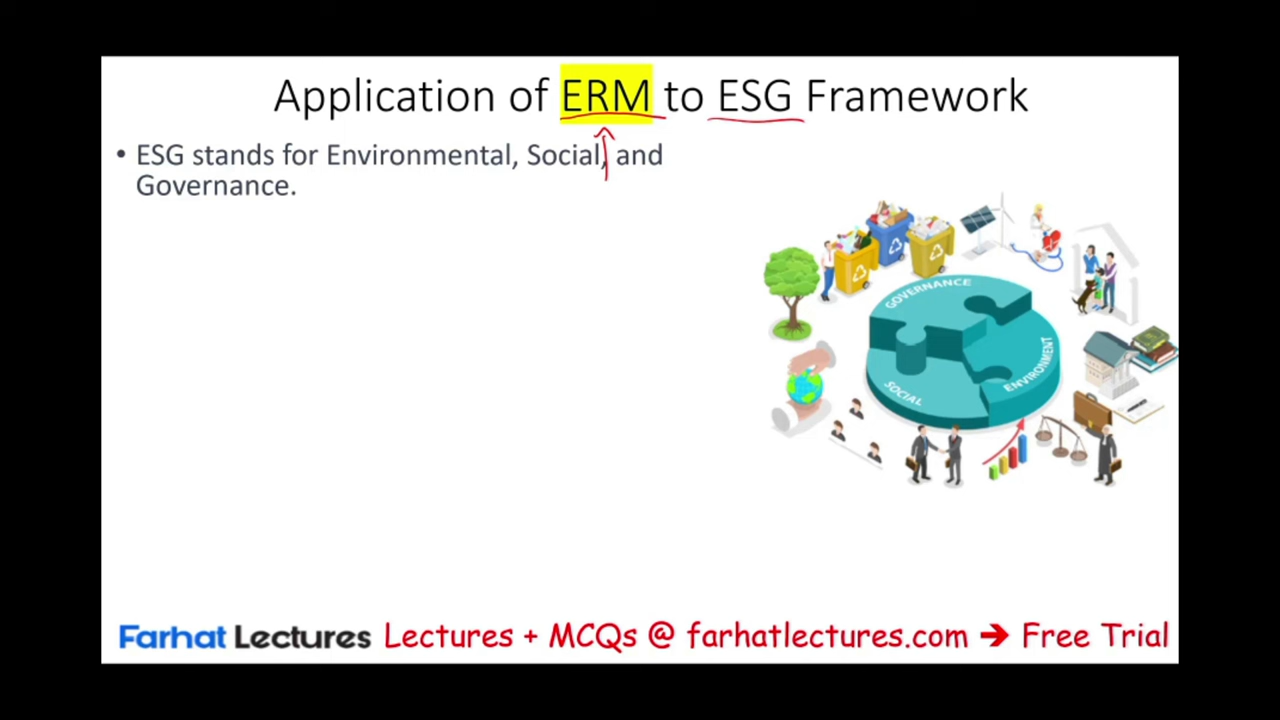 Application of ERM to ESG Framework
• ESG stands for Environmental, Social, and
Governance.
GOVERNANCE
ENVIRONMENT
SOCIAL
Farhat Lectures Lectures + MCQs @ farhatlectures.com → Free Trial